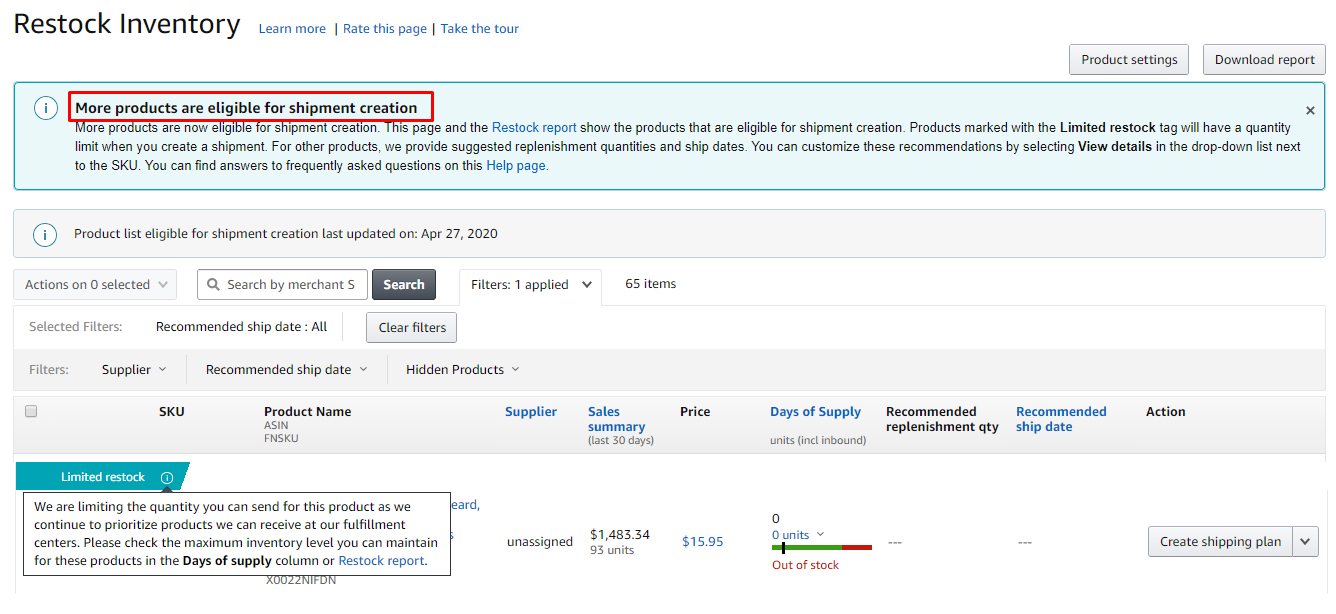 Restock Inventory Learn more | Rate this page | Take the tour
Product settings Download report
More products are eligible for shipment creation
More products are now eligible for shipment creation. This page and the Restock report show the products that are eligible for shipment creation. Products marked with the Limited restock tag will have a quantity
limit when you create a shipment. For other products, we provide suggested replenishment quantities and ship dates. You can customize these recommendations by selecting View details in the drop-down list next
to the SKU. You can find answers to frequently asked questions on this Help page.
Product list eligible for shipment creation last updated on: Apr 27, 2020
Actions on 0 selected Search by merchant S Search Filters: 1 applied 65 items
Selected Filters: Recommended ship date : All Clear filters
Filters: Supplier Recommended ship date Hidden Products
SKU Product Name Supplier Sales Price Days of Supply Recommended Recommended Action
ASIN summary replenishment qty ship date
FNSKU (last 30 days) units (incl inbound)
Limited restock
We are limiting the quantity you can send for this product as we
continue to prioritize products we can receive at our fulfillment
centers. Please check the maximum inventory level you can maintain
for these products in the Days of supply column or Restock report.
eard,
s
X0022NIFDN
unassigned
$1,483.34
93 units
$15.95
0
0 units
Out of stock
---
---
Create shipping plan